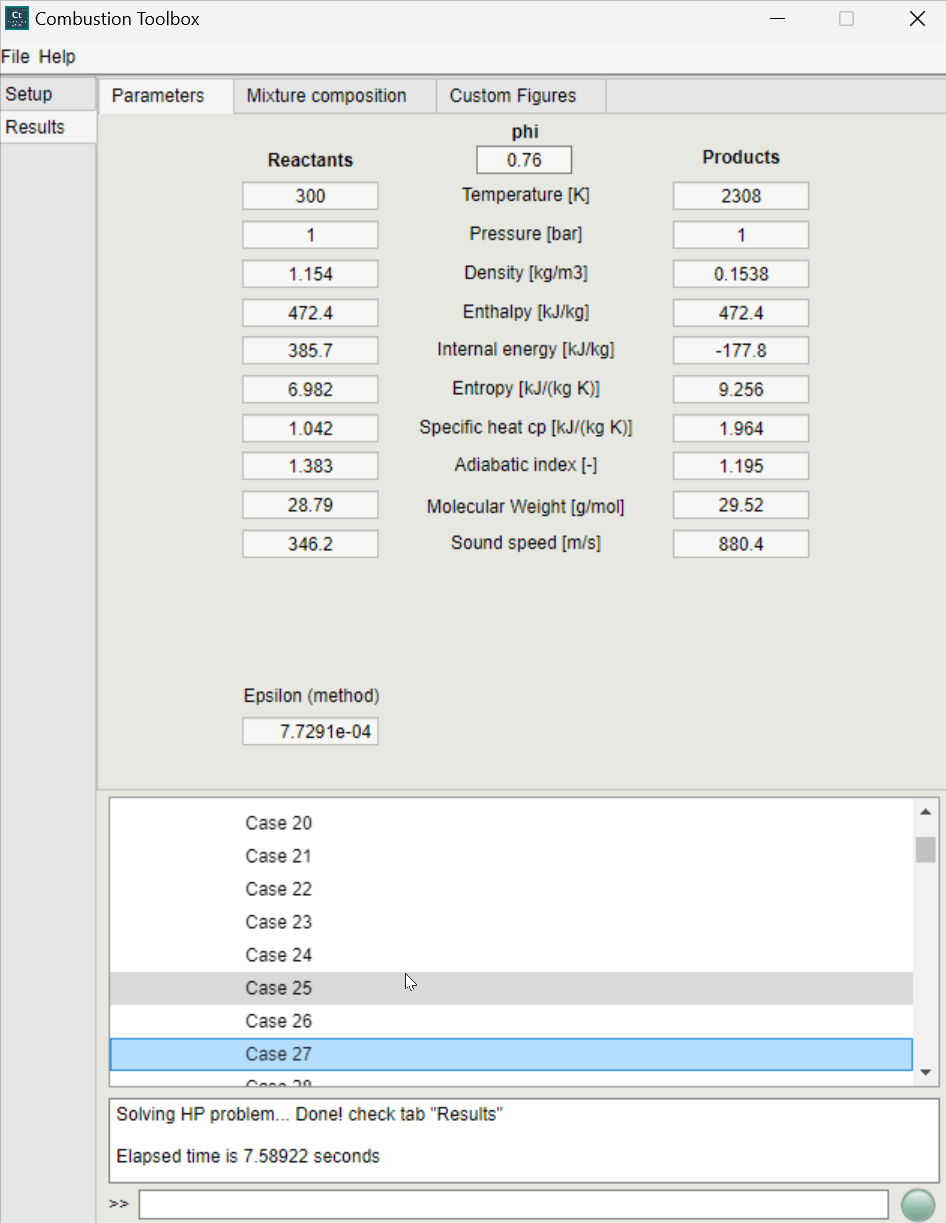 Ct
Combustion Toolbox
File Help
Setup
Results
Parameters
Mixture composition
Custom Figures
phi
Reactants
0.76
Products
300
Temperature [K]
2308
1
Pressure [bar]
1
1.154
Density [kg/m3]
0.1538
472.4
Enthalpy [kJ/kg]
472.4
385.7
Internal energy [kJ/kg]
-177.8
6.982
Entropy [kJ/(kg K)]
9.256
1.042
Specific heat cp [kJ/(kg K)]
1.964
1.383
Adiabatic index [-]
1.195
28.79
Molecular Weight [g/mol]
29.52
346.2
Sound speed [m/s]
880.4
Epsilon (method)
7.7291e-04
Case 20
Case 21
Case 22
Case 23
Case 24
Case 25
Case 26
Case 27
Case 28
Solving HP problem... Done! check tab "Results"
Elapsed time is 7.58922 seconds
>>